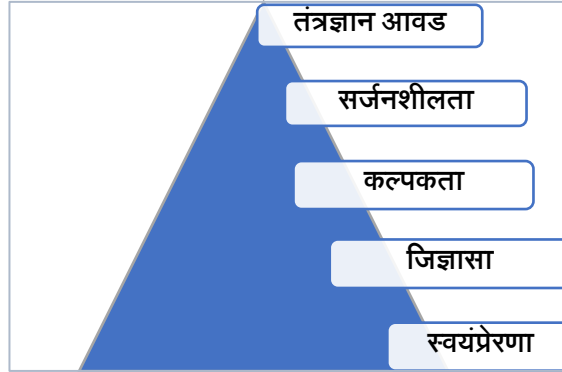 तंत्रज्ञान आवड
सर्जनशीलता
कल्पकता
जिज्ञासा
स्वयंप्रेरणा